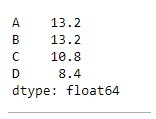 A    13.2
B    13.2
C    10.8
D     8.4
dtype: float64